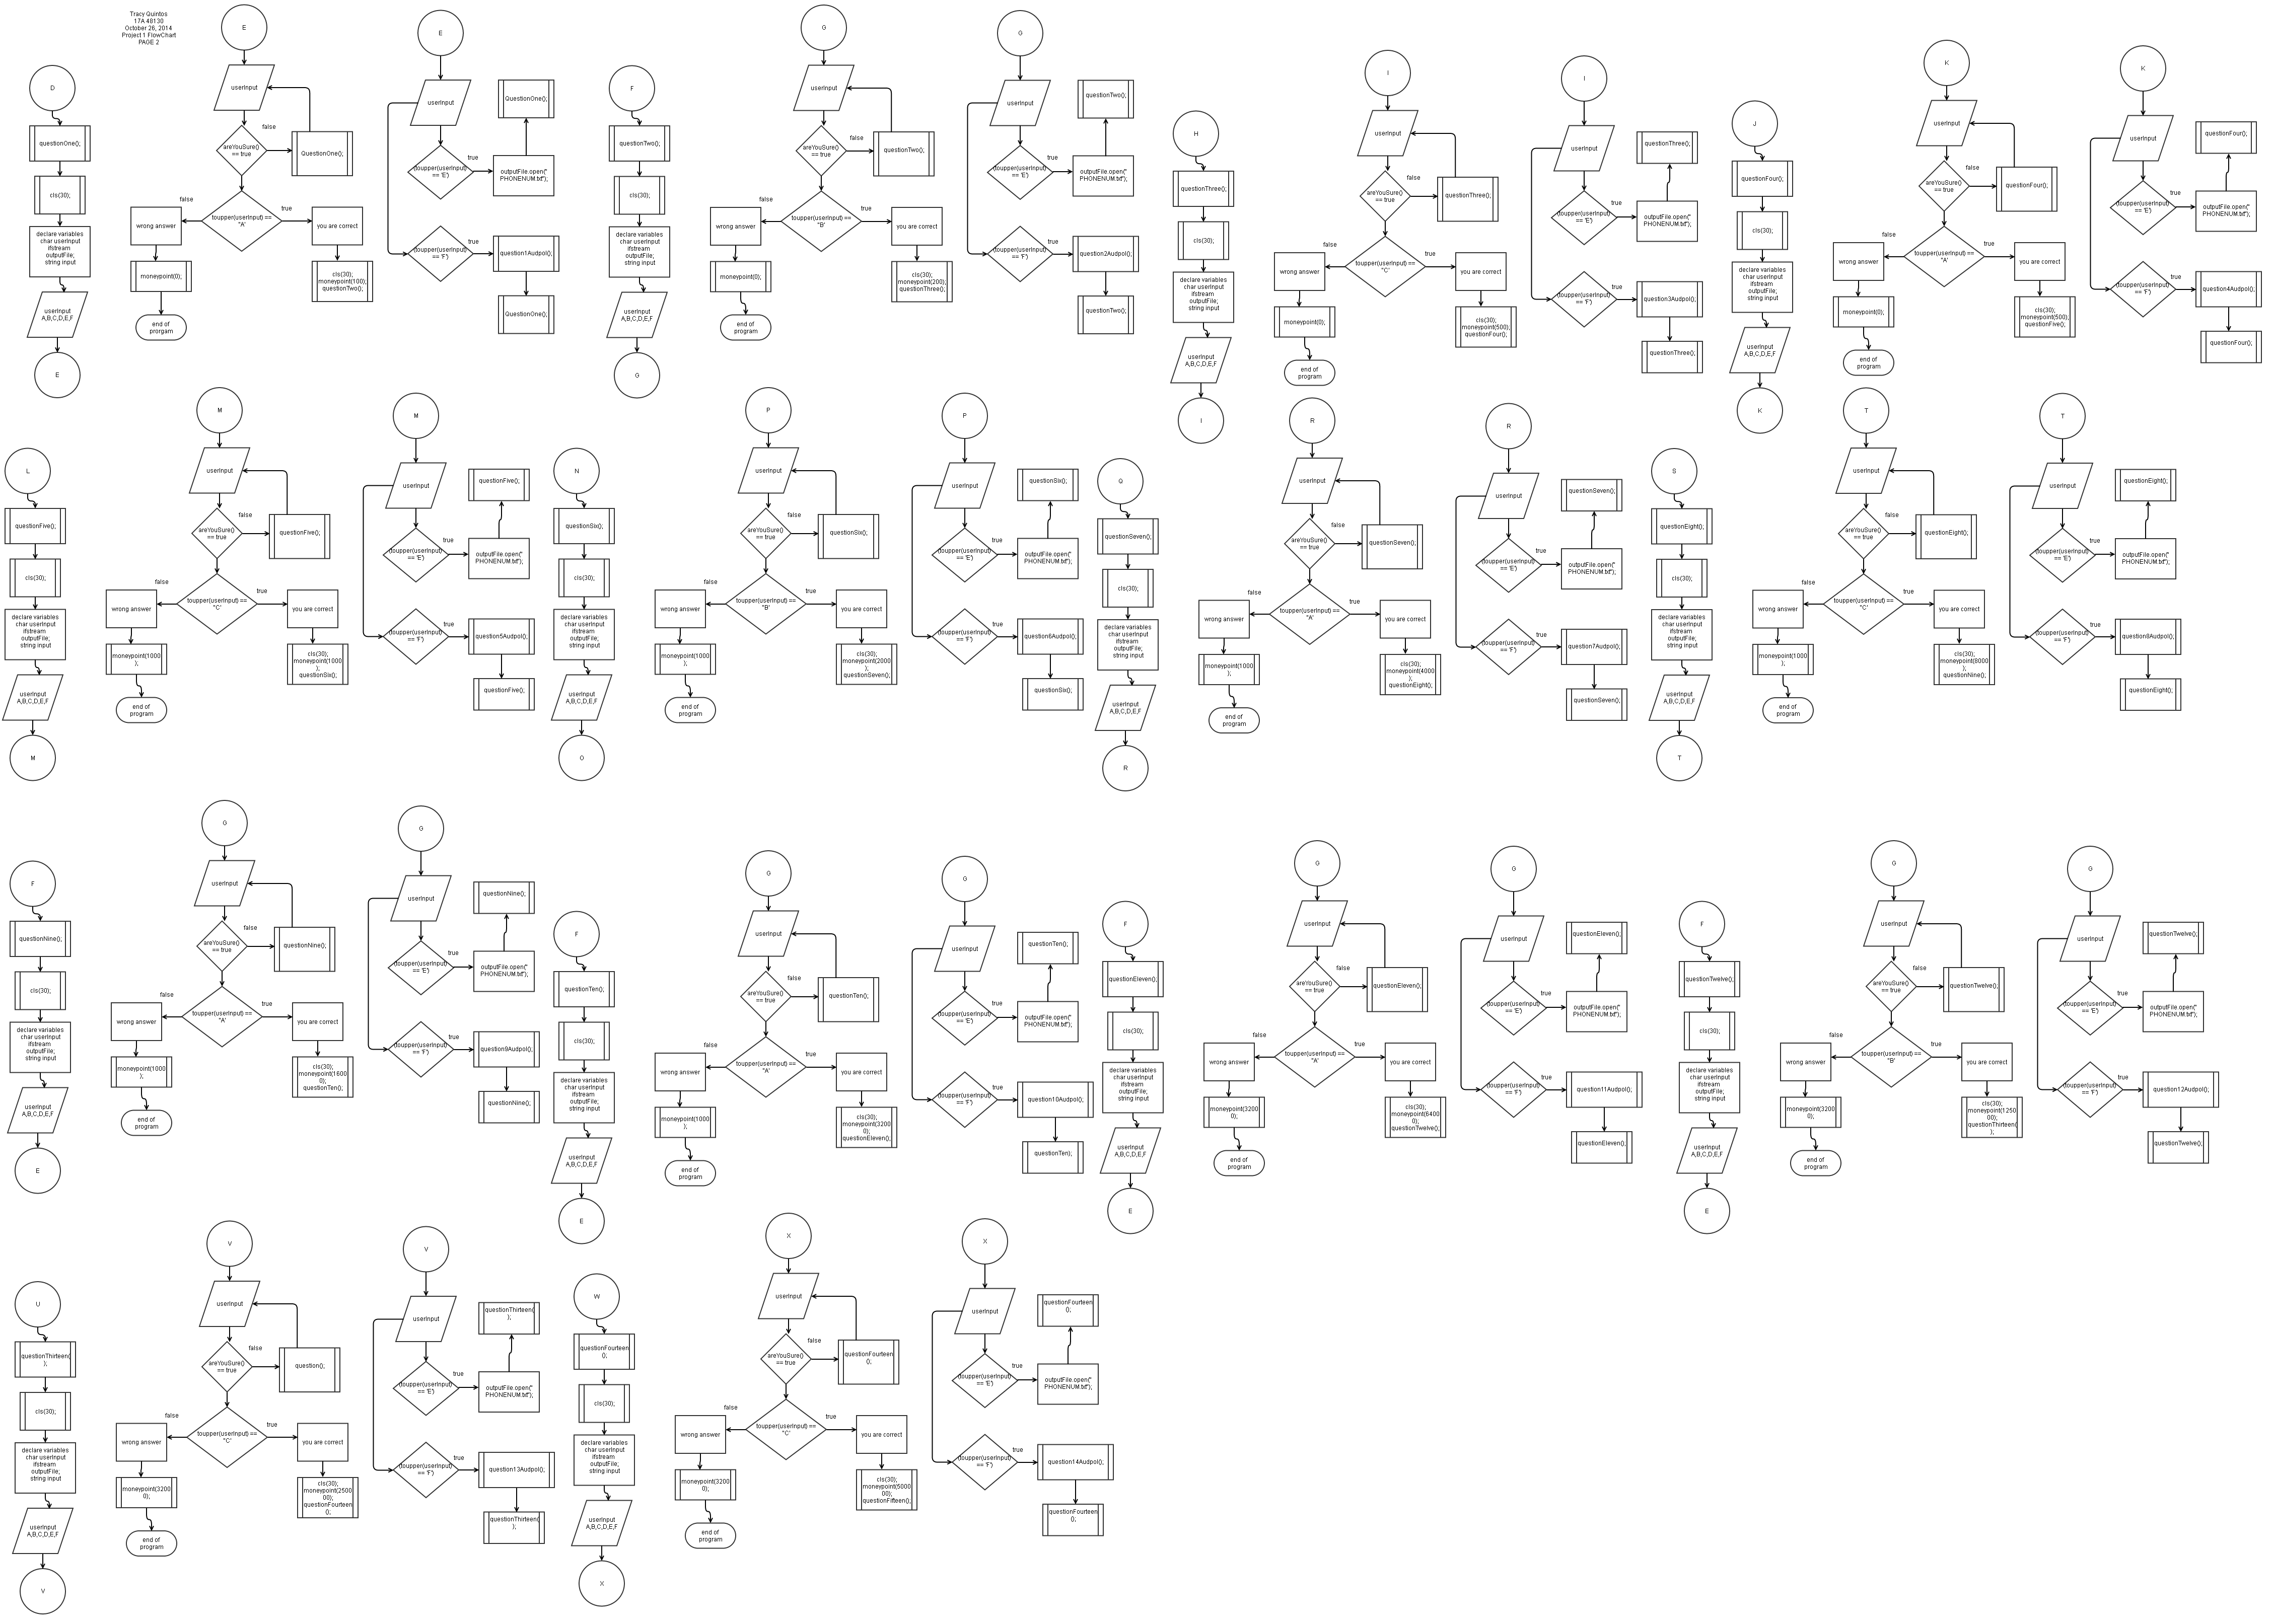 Tracy Quintos
17A 48130
October 26, 2014
Project 1 FlowChart
PAGE 2
D
questionOne();
cls(30);
declare variables
char userInput
ifstream
outputFile;
string input
userInput
A,B,C,D,E,F
E
E
userInput
areYouSure()
== true
false
QuestionOne();
toupper(userInput) ==
'A'
false
true
wrong answer
you are correct
moneypoint(0);
cls(30);
moneypoint(100);
questionTwo();
end of
prorgam
E
userInput
QuestionOne();
(toupper(userInput)
== 'E')
true
outputFile.open("
PHONENUM.txt");
(toupper(userInput)
== 'F')
true
question1Audpol();
QuestionOne();
F
questionTwo();
cls(30);
declare variables
char userInput
ifstream
outputFile;
string input
userInput
A,B,C,D,E,F
G
G
userInput
areYouSure()
== true
false
questionTwo();
toupper(userInput) ==
"B'
false
true
wrong answer
you are correct
moneypoint(0);
cls(30);
moneypoint(200);
questionThree();
end of
program
G
userInput
questionTwo();
(toupper(userInput)
== 'E')
true
outputFile.open("
PHONENUM.txt");
(toupper(userInput)
== 'F')
true
question2Audpol();
questionTwo();
H
questionThree();
cls(30);
declare variables
char userInput
ifstream
outputFile;
string input
userInput
A,B,C,D,E,F
I
I
userInput
areYouSure()
== true
false
questionThree();
toupper(userInput) ==
"C'
false
true
wrong answer
you are correct
moneypoint(0);
cls(30);
moneypoint(500);
questionFour();
end of
program
I
userInput
questionThree();
(toupper(userInput)
== 'E')
true
outputFile.open("
PHONENUM.txt");
(toupper(userInput)
== 'F')
true
question3Audpol();
questionThree();
J
questionFour();
cls(30);
declare variables
char userInput
ifstream
outputFile;
string input
userInput
A,B,C,D,E,F
K
K
userInput
areYouSure()
== true
false
questionFour();
toupper(userInput) ==
"A'
false
true
wrong answer
you are correct
moneypoint(0);
cls(30);
moneypoint(500);
questionFive();
end of
program
K
userInput
questionFour();
(toupper(userInput)
== 'E')
true
outputFile.open("
PHONENUM.txt");
(toupper(userInput)
== 'F')
true
question4Audpol();
questionFour();
L
questionFive();
cls(30);
declare variables
char userInput
ifstream
outputFile;
string input
userInput
A,B,C,D,E,F
M
M
userInput
areYouSure()
== true
false
questionFive();
toupper(userInput) ==
"C'
false
true
wrong answer
you are correct
moneypoint(1000
);
cls(30);
moneypoint(1000
);
questionSix();
end of
program
M
userInput
questionFive();
(toupper(userInput)
== 'E')
true
outputFile.open("
PHONENUM.txt");
(toupper(userInput)
== 'F')
true
question5Audpol();
questionFive();
N
questionSix();
cls(30);
declare variables
char userInput
ifstream
outputFile;
string input
userInput
A,B,C,D,E,F
O
P
userInput
areYouSure()
== true
false
questionSix();
toupper(userInput) ==
"B'
false
true
wrong answer
you are correct
moneypoint(1000
);
cls(30);
moneypoint(2000
);
questionSeven();
end of
program
P
userInput
questionSix();
(toupper(userInput)
== 'E')
true
outputFile.open("
PHONENUM.txt");
(toupper(userInput)
== 'F')
true
question6Audpol();
questionSix();
Q
questionSeven();
cls(30);
declare variables
char userInput
ifstream
outputFile;
string input
userInput
A,B,C,D,E,F
R
R
userInput
areYouSure()
== true
false
questionSeven();
toupper(userInput) ==
"A'
false
true
wrong answer
you are correct
moneypoint(1000
);
cls(30);
moneypoint(4000
);
questionEight();
end of
program
R
userInput
questionSeven();
(toupper(userInput)
== 'E')
true
outputFile.open("
PHONENUM.txt");
(toupper(userInput)
== 'F')
true
question7Audpol();
questionSeven();
S
questionEight();
cls(30);
declare variables
char userInput
ifstream
outputFile;
string input
userInput
A,B,C,D,E,F
T
T
userInput
areYouSure()
== true
false
questionEight();
toupper(userInput) ==
"C'
false
true
wrong answer
you are correct
moneypoint(1000
);
cls(30);
moneypoint(8000
);
questionNine();
end of
program
T
userInput
questionEight();
(toupper(userInput)
== 'E')
true
outputFile.open("
PHONENUM.txt");
(toupper(userInput)
== 'F')
true
question8Audpol();
questionEight();
F
questionNine();
cls(30);
declare variables
char userInput
ifstream
outputFile;
string input
userInput
A,B,C,D,E,F
E
G
userInput
areYouSure()
== true
false
questionNine();
toupper(userInput) ==
"A'
false
true
wrong answer
you are correct
moneypoint(1000
);
cls(30);
moneypoint(1600
0);
questionTen();
end of
program
G
userInput
questionNine();
(toupper(userInput)
== 'E')
true
outputFile.open("
PHONENUM.txt");
(toupper(userInput)
== 'F')
true
question9Audpol();
questionNine();
F
questionTen();
cls(30);
declare variables
char userInput
ifstream
outputFile;
string input
userInput
A,B,C,D,E,F
E
G
userInput
areYouSure()
== true
false
questionTen();
toupper(userInput) ==
"A'
false
true
wrong answer
you are correct
moneypoint(1000
);
cls(30);
moneypoint(3200
0);
questionEleven();
end of
program
G
userInput
questionTen();
(toupper(userInput)
== 'E')
true
outputFile.open("
PHONENUM.txt");
(toupper(userInput)
== 'F')
true
question10Audpol();
questionTen);
F
questionEleven();
cls(30);
declare variables
char userInput
ifstream
outputFile;
string input
userInput
A,B,C,D,E,F
E
G
userInput
areYouSure()
== true
false
questionEleven();
toupper(userInput) ==
"A'
false
true
wrong answer
you are correct
moneypoint(3200
0);
cls(30);
moneypoint(6400
0);
questionTwelve();
end of
program
G
userInput
questionEleven();
(toupper(userInput)
== 'E')
true
outputFile.open("
PHONENUM.txt");
(toupper(userInput)
== 'F')
true
question11Audpol();
questionEleven();
F
questionTwelve();
cls(30);
declare variables
char userInput
ifstream
outputFile;
string input
userInput
A,B,C,D,E,F
E
G
userInput
areYouSure()
== true
false
questionTwelve();
toupper(userInput) ==
"B'
false
true
wrong answer
you are correct
moneypoint(3200
0);
cls(30);
moneypoint(1250
00);
questionThirteen(
);
end of
program
G
userInput
questionTwelve();
(toupper(userInput)
== 'E')
true
outputFile.open("
PHONENUM.txt");
(toupper(userInput)
== 'F')
true
question12Audpol();
questionTwelve();
U
questionThirteen(
);
cls(30);
declare variables
char userInput
ifstream
outputFile;
string input
userInput
A,B,C,D,E,F
V
V
userInput
areYouSure()
== true
false
question();
toupper(userInput) ==
"C'
false
true
wrong answer
you are correct
moneypoint(3200
0);
cls(30);
moneypoint(2500
00);
questionFourteen
();
end of
program
V
userInput
questionThirteen(
);
(toupper(userInput)
== 'E')
true
outputFile.open("
PHONENUM.txt");
(toupper(userInput)
== 'F')
true
question13Audpol();
questionThirteen(
);
W
questionFourteen
();
cls(30);
declare variables
char userInput
ifstream
outputFile;
string input
userInput
A,B,C,D,E,F
X
X
userInput
areYouSure()
== true
false
questionFourteen
();
toupper(userInput) ==
"C'
false
true
wrong answer
you are correct
moneypoint(3200
0);
cls(30);
moneypoint(5000
00);
questionFifteen();
end of
program
X
userInput
questionFourteen
();
(toupper(userInput)
== 'E')
true
outputFile.open("
PHONENUM.txt");
(toupper(userInput)
== 'F')
true
question14Audpol();
questionFourteen
();